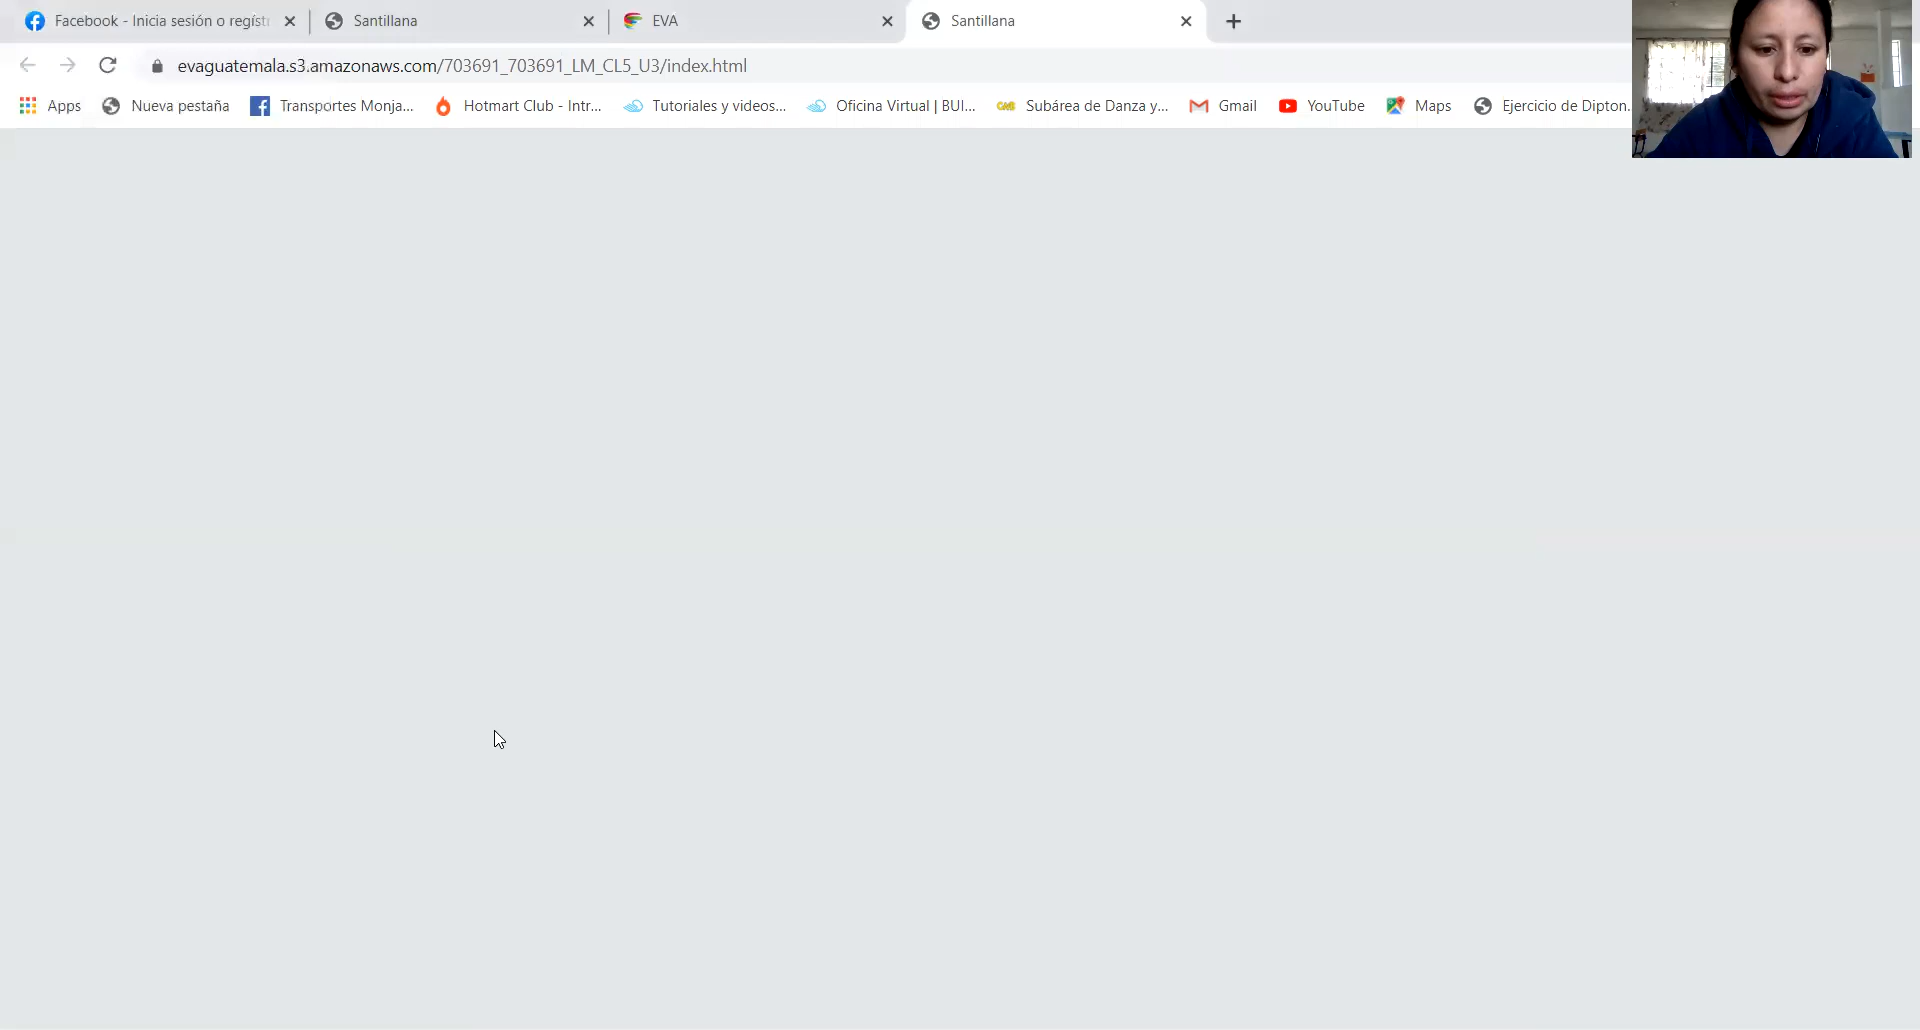 Facebook - Inicia sesión o regístr
Santillana
EVA
Santillana
evaguatemala.s3.amazonaws.com/703691_703691_LM_CL5_U3/index.html
Apps
Nueva pestaña
Transportes Monja...
Hotmart Club - Intr...
Tutoriales y videos...
Oficina Virtual | BUI...
Subárea de Danza y...
Gmail
YouTube
Maps
Ejercicio de Dipton...